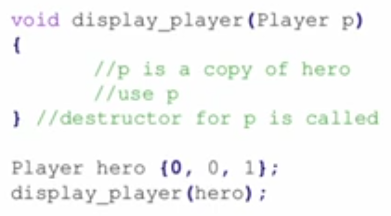 void display_player(Player p)
{
//p is a copy of hero
//use p
} //destructor for p is called
Player hero {0, 0, 1};
display_player(hero);